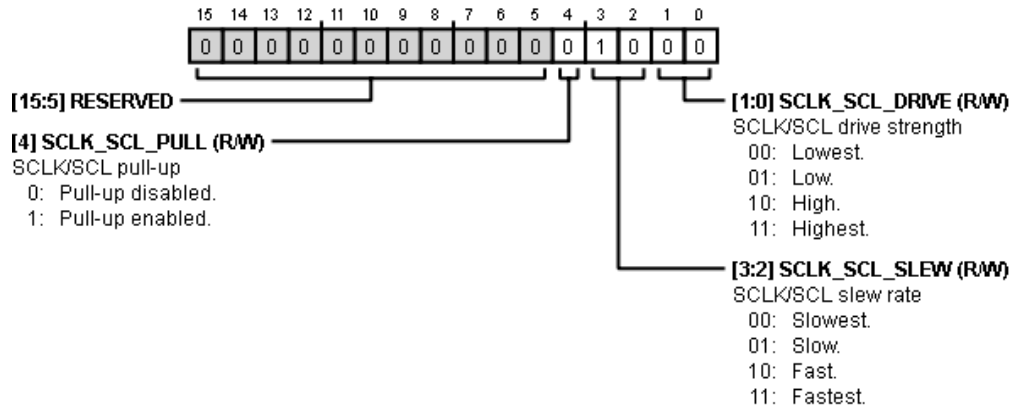 15 14 13 12 11 10 9 8 7 6 5 4 3 2 1 0
0 0 0 0 0 0 0 0 0 0 0 0 1 0 0 0
[15:5] RESERVED
[4] SCLK_SCL_PULL (R/W)
SCLK/SCL pull-up
0: Pull-up disabled.
1: Pull-up enabled.
[1:0] SCLK_SCL_DRIVE (R/W)
SCLK/SCL drive strength
00: Lowest.
01: Low.
10: High.
11: Highest.
[3:2] SCLK_SCL_SLEW (R/W)
SCLK/SCL slew rate
00: Slowest.
01: Slow.
10: Fast.
11: Fastest.